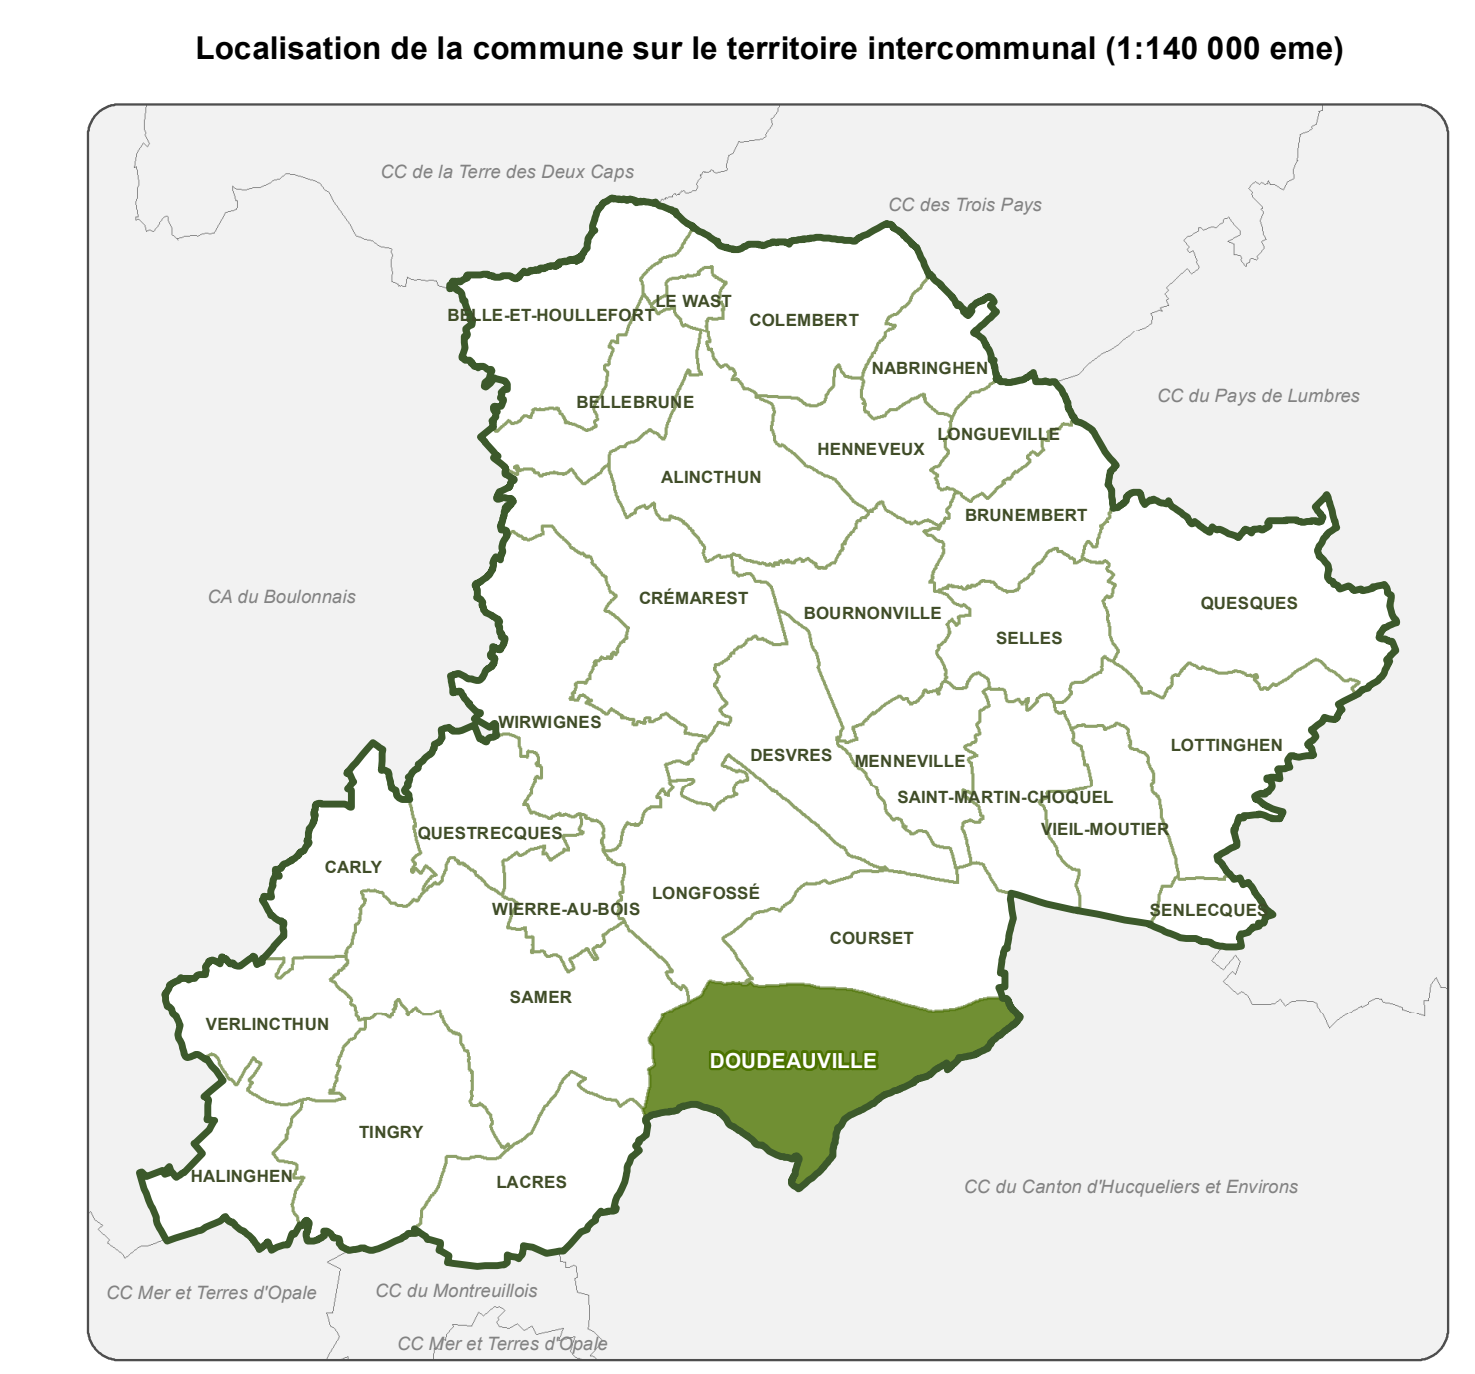 Localisation de la commune sur le territoire intercommunal (1:140 000 eme)
CC de la Terre des Deux Caps
CC des Trois Pays
LE WAST
BELLE-ET-HOULLEFORT
COLEMBERT
NABRINGHEN
CC du Pays de Lumbres
BELLEBRUNE
LONGUEVILLE
HENNEVEUX
ALINCTHUN
BRUNEMBERT
CA du Boulonnais
CRÉMAREST
QUESQUES
BOURNONVILLE
SELLES
WIRWIGNES
LOTTINGHEN
DESVRES
MENNEVILLE
SAINT-MARTIN-CHOQUEL
VIEIL-MOUTIER
QUESTRECQUES
CARLY
LONGFOSSÉ
WIERRE-AU-BOIS
SENLECQUES
COURSET
SAMER
VERLINCTHUN
DOUDEAUVILLE
TINGRY
HALINGHEN
LACRES
CC du Canton d'Hucqueliers et Environs
CC Mer et Terres d'Opale
CC du Montreuillois
CC Mer et Terres d'Opale